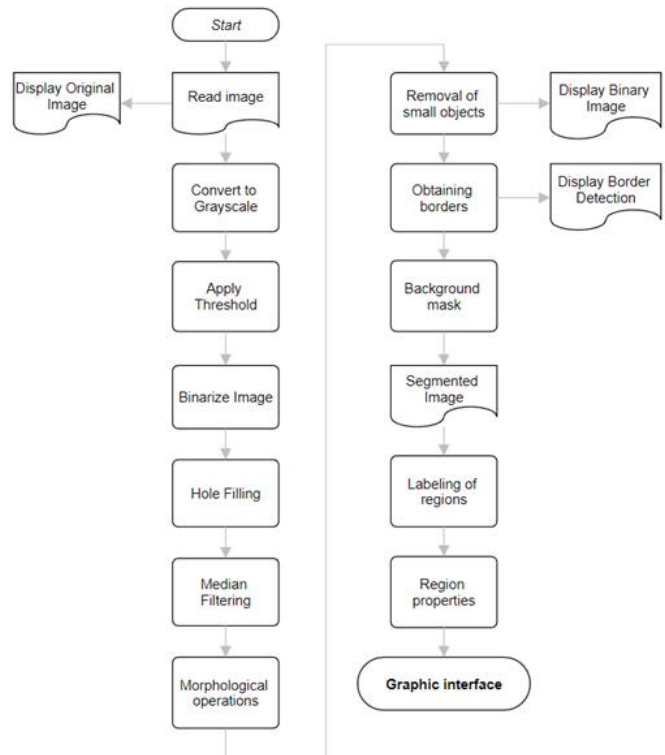 Start
Display Original
Image
Read image
Convert to
Grayscale
Apply
Threshold
Binarize Image
Hole Filling
Median
Filtering
Morphological
operations
Removal of
small objects
Display Binary
Image
Obtaining
borders
Display Border
Detection
Background
mask
Segmented
Image
Labeling of
regions
Region
properties
Graphic interface